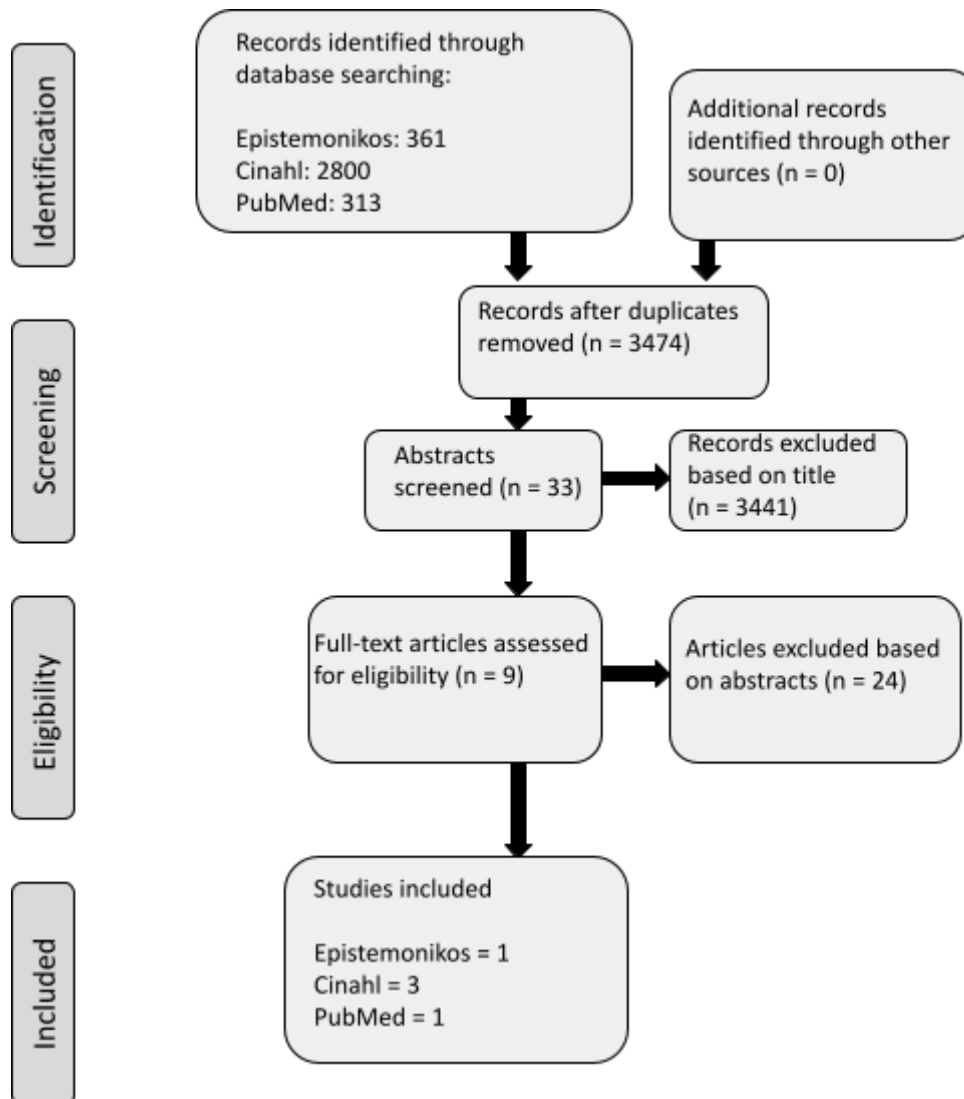 Identification
Records identified through
database searching:
Epistemonikos: 361
Cinahl: 2800
PubMed: 313
Additional records
identified through other
sources (n = 0)
Screening
Records after duplicates
removed (n = 3474)
Abstracts
screened (n = 33)
Records excluded
based on title
(n = 3441)
Eligibility
Full-text articles assessed
for eligibility (n = 9)
Articles excluded based
on abstracts (n = 24)
Included
Studies included
Epistemonikos = 1
Cinahl = 3
PubMed = 1